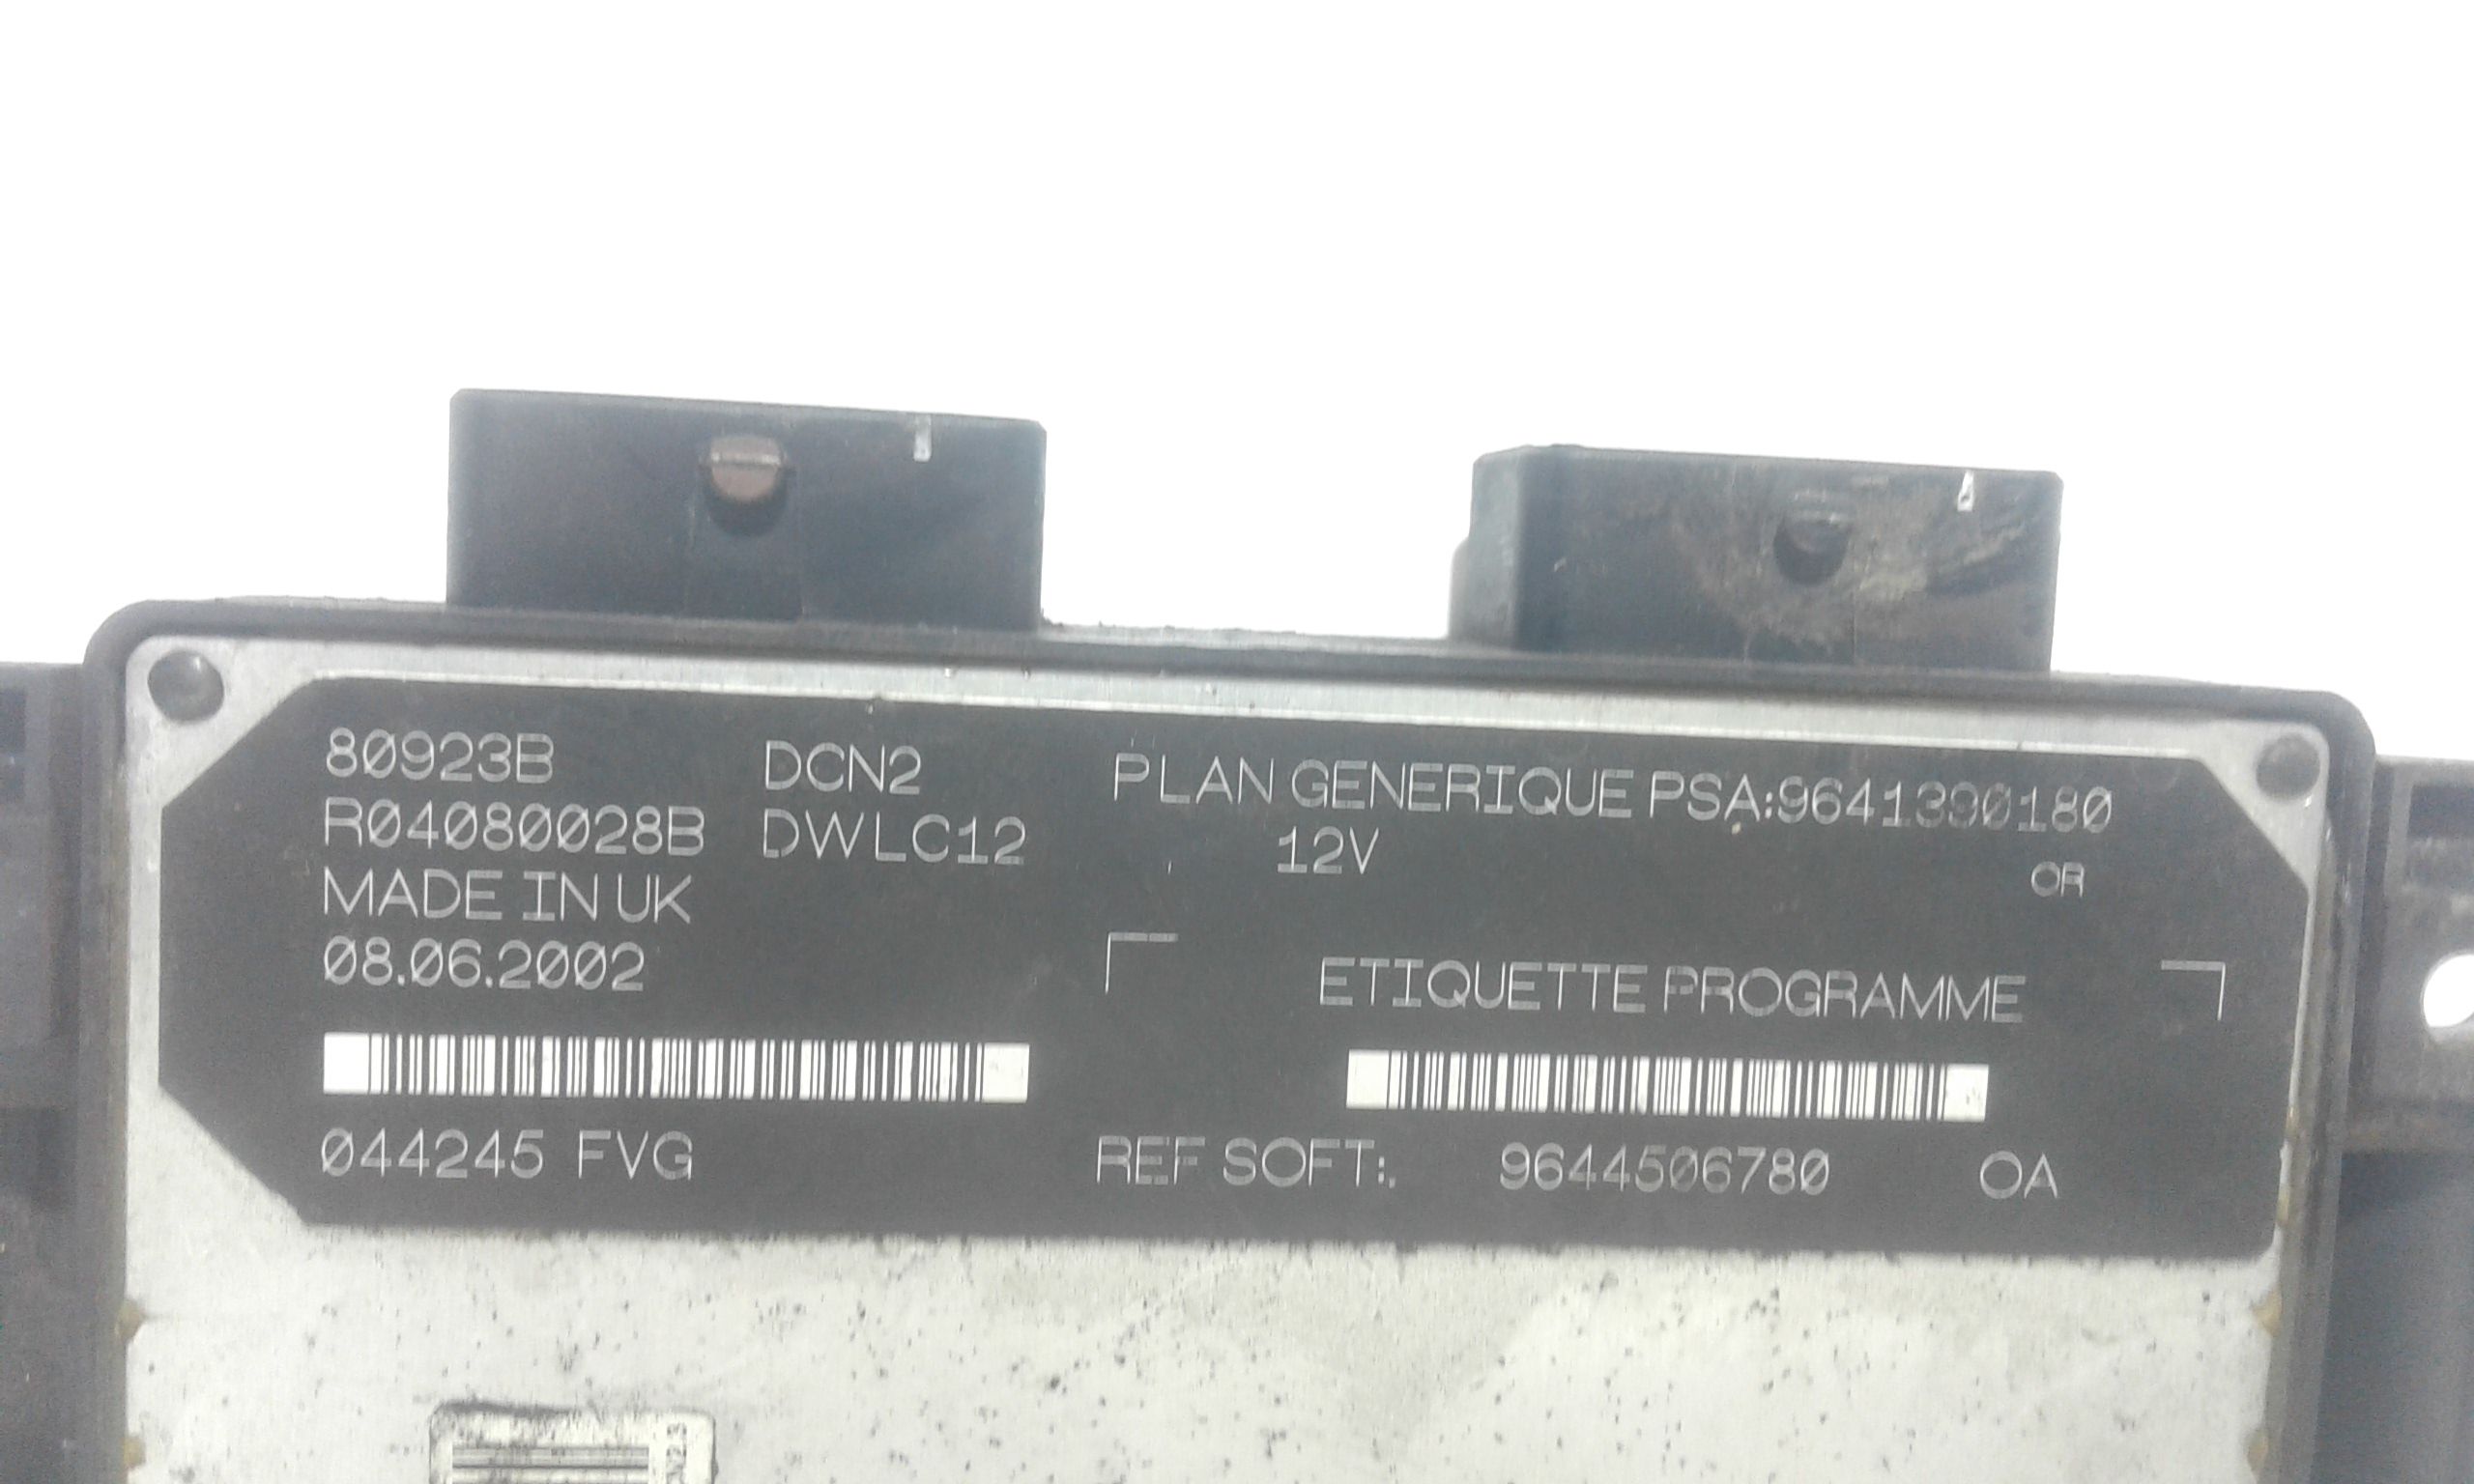 80923B DCN2 PLAN GENERIQUE PSA:9641390180
R04080028B DWLC12 12V
OR
MADE IN UK
08.06.2002 ETIQUETTE PROGRAMME
044245 FVG REF SOFT:. 9644506780 OA